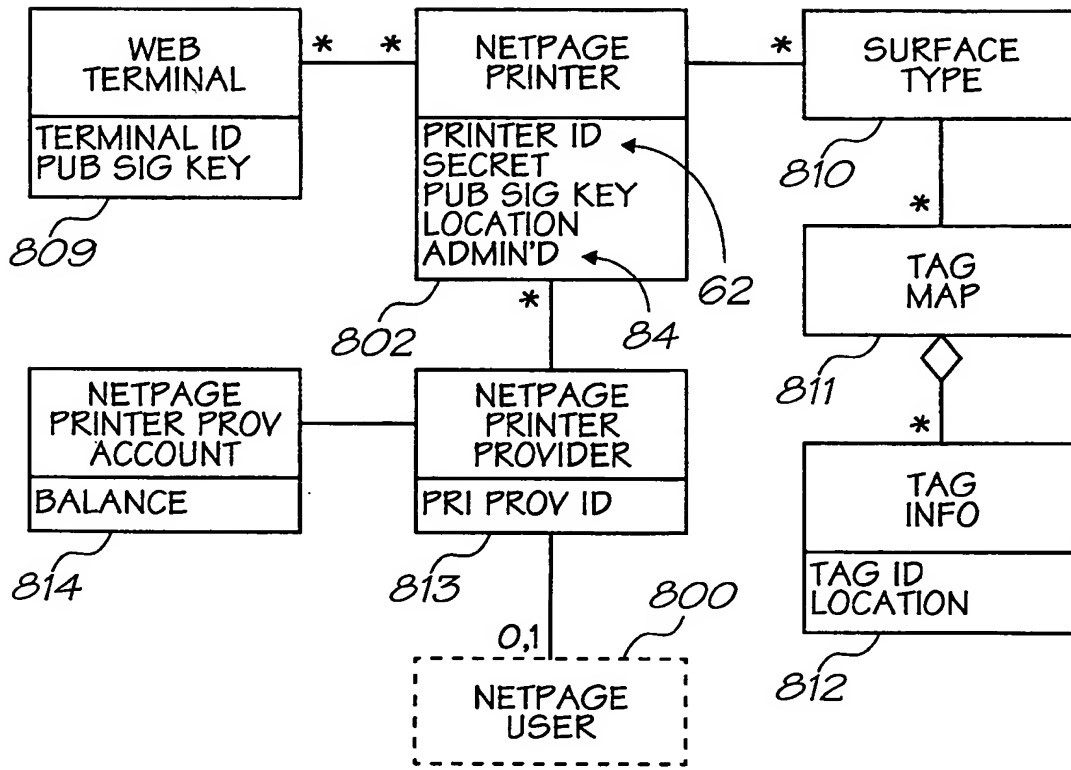 WEB
TERMINAL
TERMINAL ID
PUB SIG KEY
809
*
*
NETPAGE
PRINTER
PRINTER ID
SECRET
PUB SIG KEY
LOCATION
ADMIN'D
802
62
84
*
*
SURFACE
TYPE
810
*
TAG
MAP
811
*
TAG
INFO
TAG ID
LOCATION
812
NETPAGE
PRINTER PROV
ACCOUNT
BALANCE
814
NETPAGE
PRINTER
PROVIDER
PRI PROV ID
813
800
0,1
NETPAGE
USER